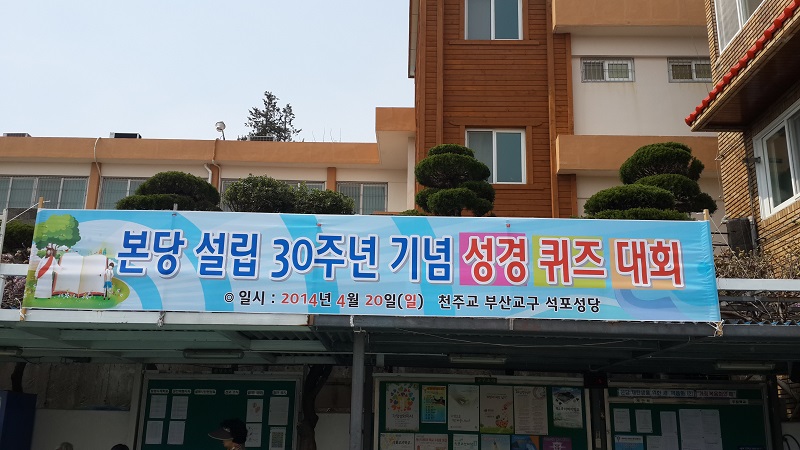 본당 설립 30주년 기념 성경 퀴즈 대회
◎ 일시 : 2014년 4월 20일(일) 천주교 부산교구 석포성당